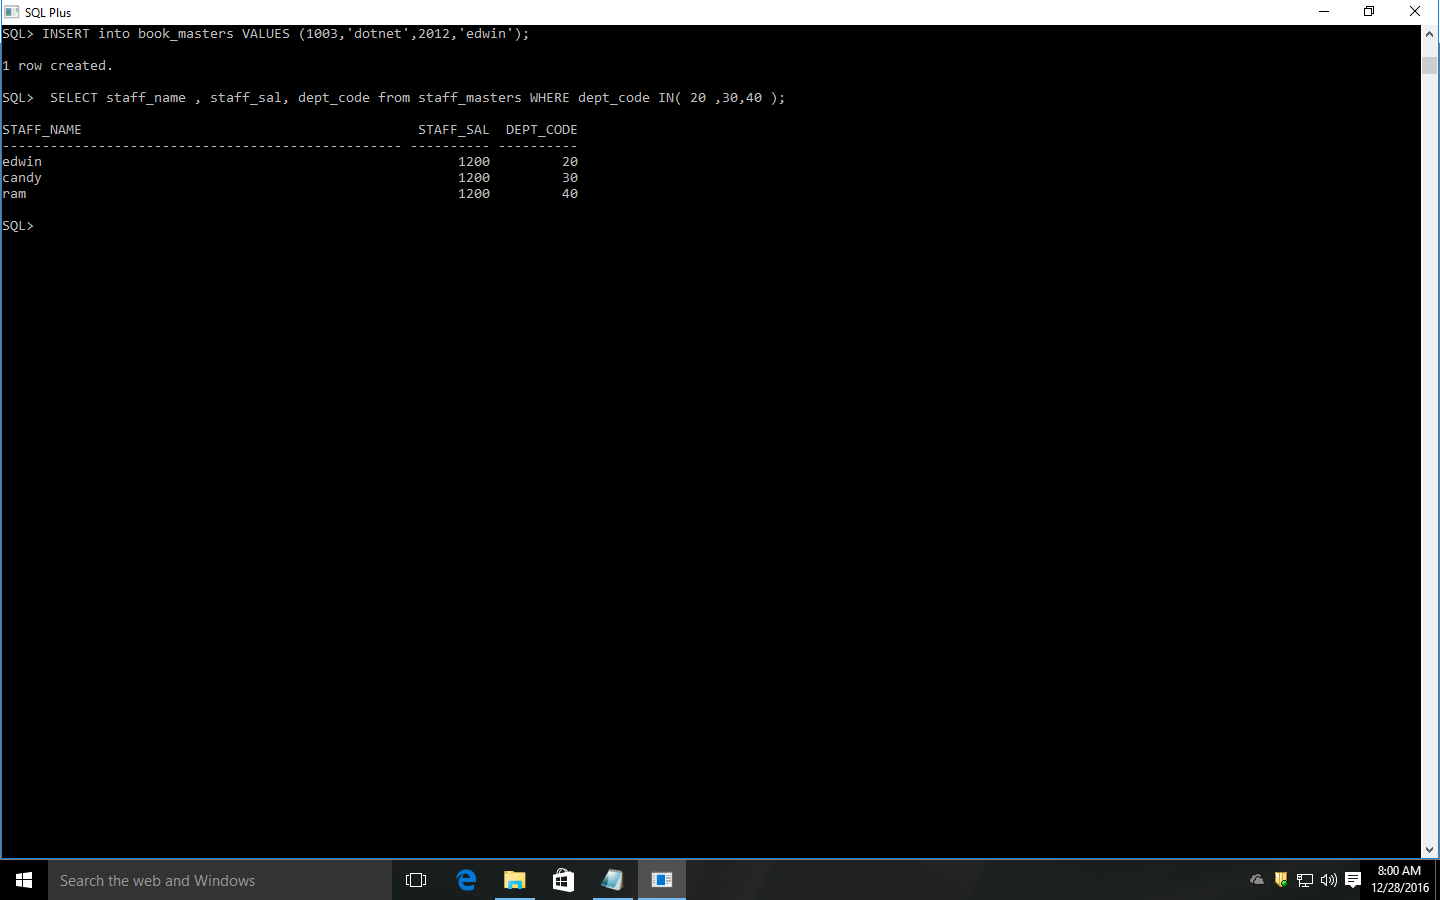 SQL Plus
SQL> INSERT into book_masters VALUES (1003,'dotnet',2012,'edwin');
1 row created.
SQL>  SELECT staff_name , staff_sal, dept_code from staff_masters WHERE dept_code IN( 20 ,30,40 );
STAFF_NAME                                          STAFF_SAL  DEPT_CODE
-------------------------------------------------- ---------- ----------
edwin                                                    1200         20
candy                                                    1200         30
ram                                                      1200         40
SQL>
Search the web and Windows
8:00 AM
12/28/2016